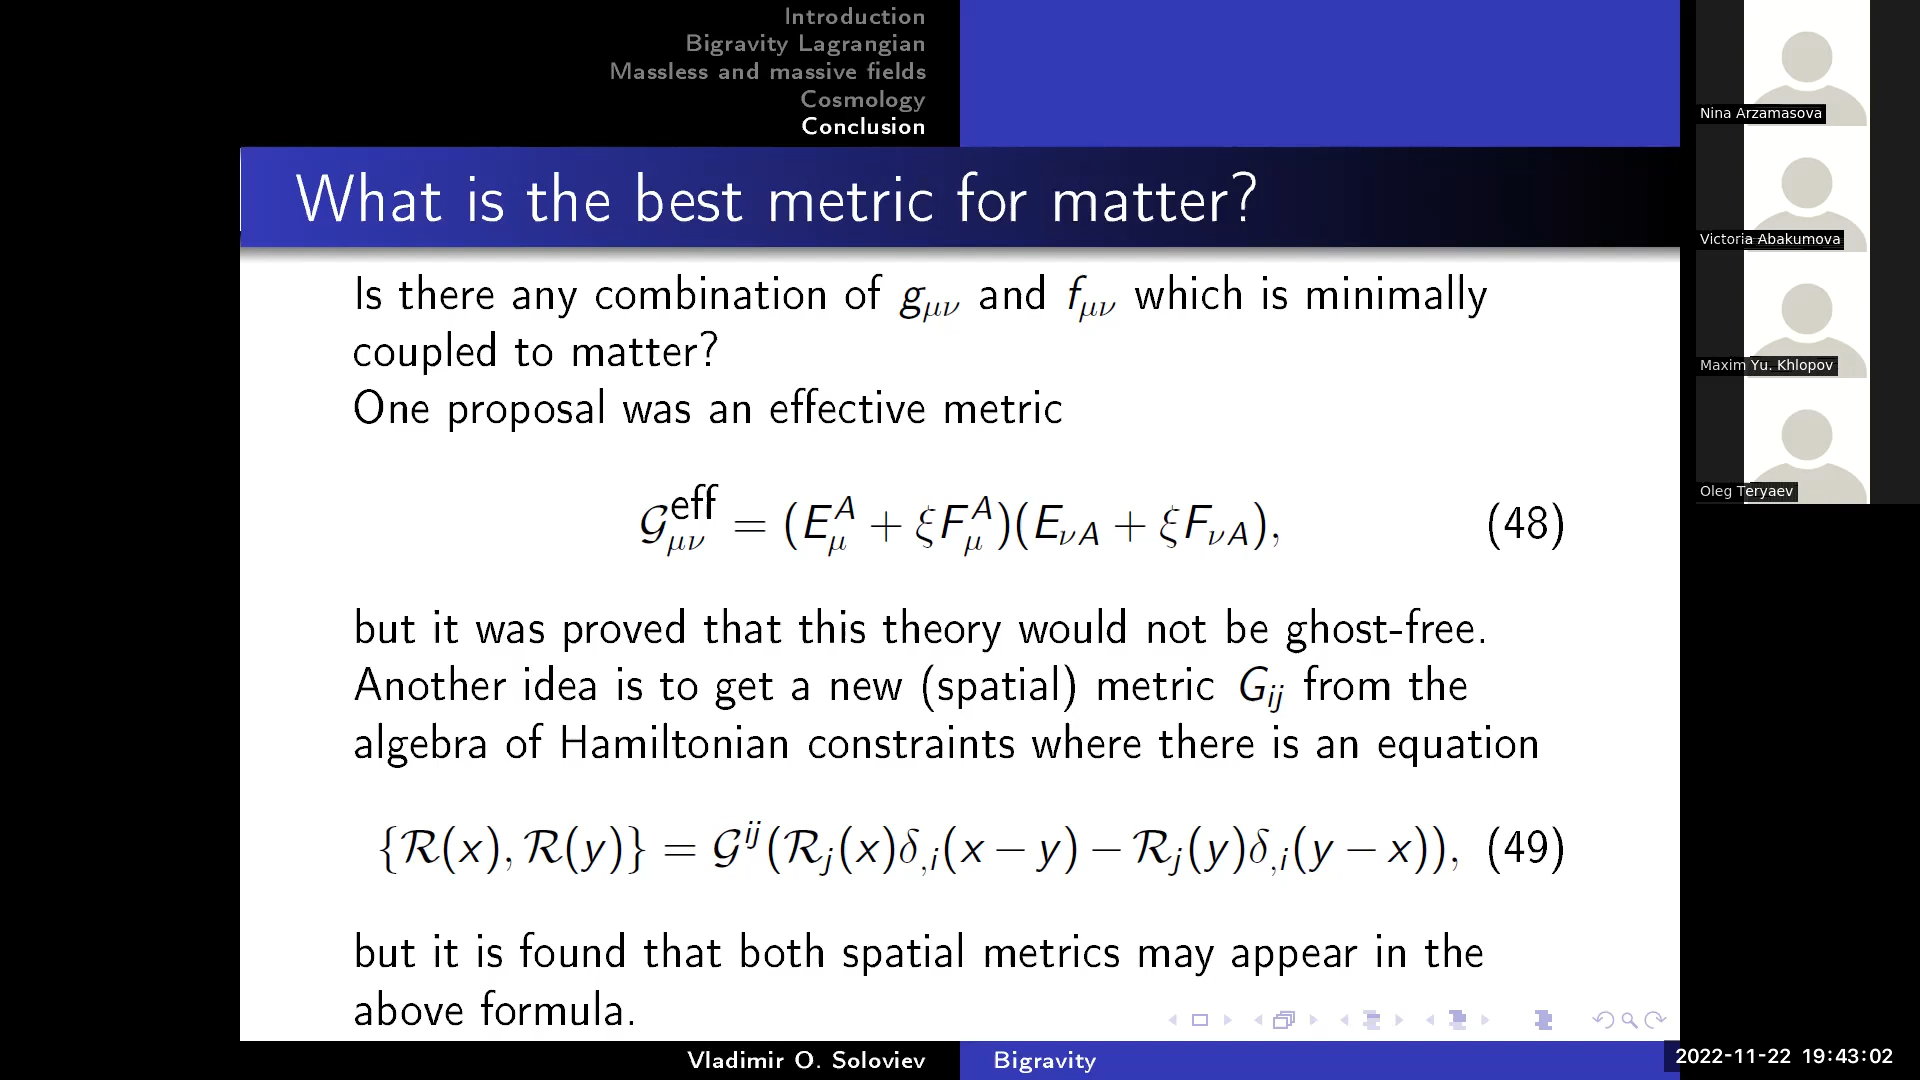 Introduction
Bigravity Lagrangian
Massless and massive fields
Cosmology
Conclusion
What is the best metric for matter?
Is there any combination of g_{μν} and f_{μν} which is minimally
coupled to matter?
One proposal was an effective metric
𝒢^{eff}_{μν} = (E^A_μ + ξF^A_μ)(E_{νA} + ξF_{νA}), (48)
but it was proved that this theory would not be ghost-free.
Another idea is to get a new (spatial) metric G_{ij} from the
algebra of Hamiltonian constraints where there is an equation
{ℛ(x), ℛ(y)} = 𝒢^{ij}(ℛ_j(x)δ_{,i}(x − y) − ℛ_j(y)δ_{,i}(y − x)), (49)
but it is found that both spatial metrics may appear in the
above formula.
Vladimir O. Soloviev
Bigravity
Nina Arzamasova
Victoria Abakumova
Maxim Yu. Khlopov
Oleg Teryaev
2022-11-22 19:43:02